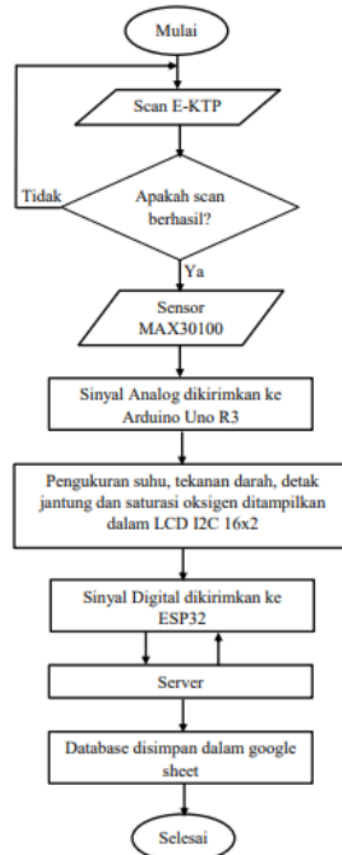 Mulai
Scan E-KTP
Tidak
Apakah scan
berhasil?
Ya
Sensor
MAX30100
Sinyal Analog dikirimkan ke
Arduino Uno R3
Pengukuran suhu, tekanan darah, detak
jantung dan saturasi oksigen ditampilkan
dalam LCD I2C 16x2
Sinyal Digital dikirimkan ke
ESP32
Server
Database disimpan dalam google
sheet
Selesai